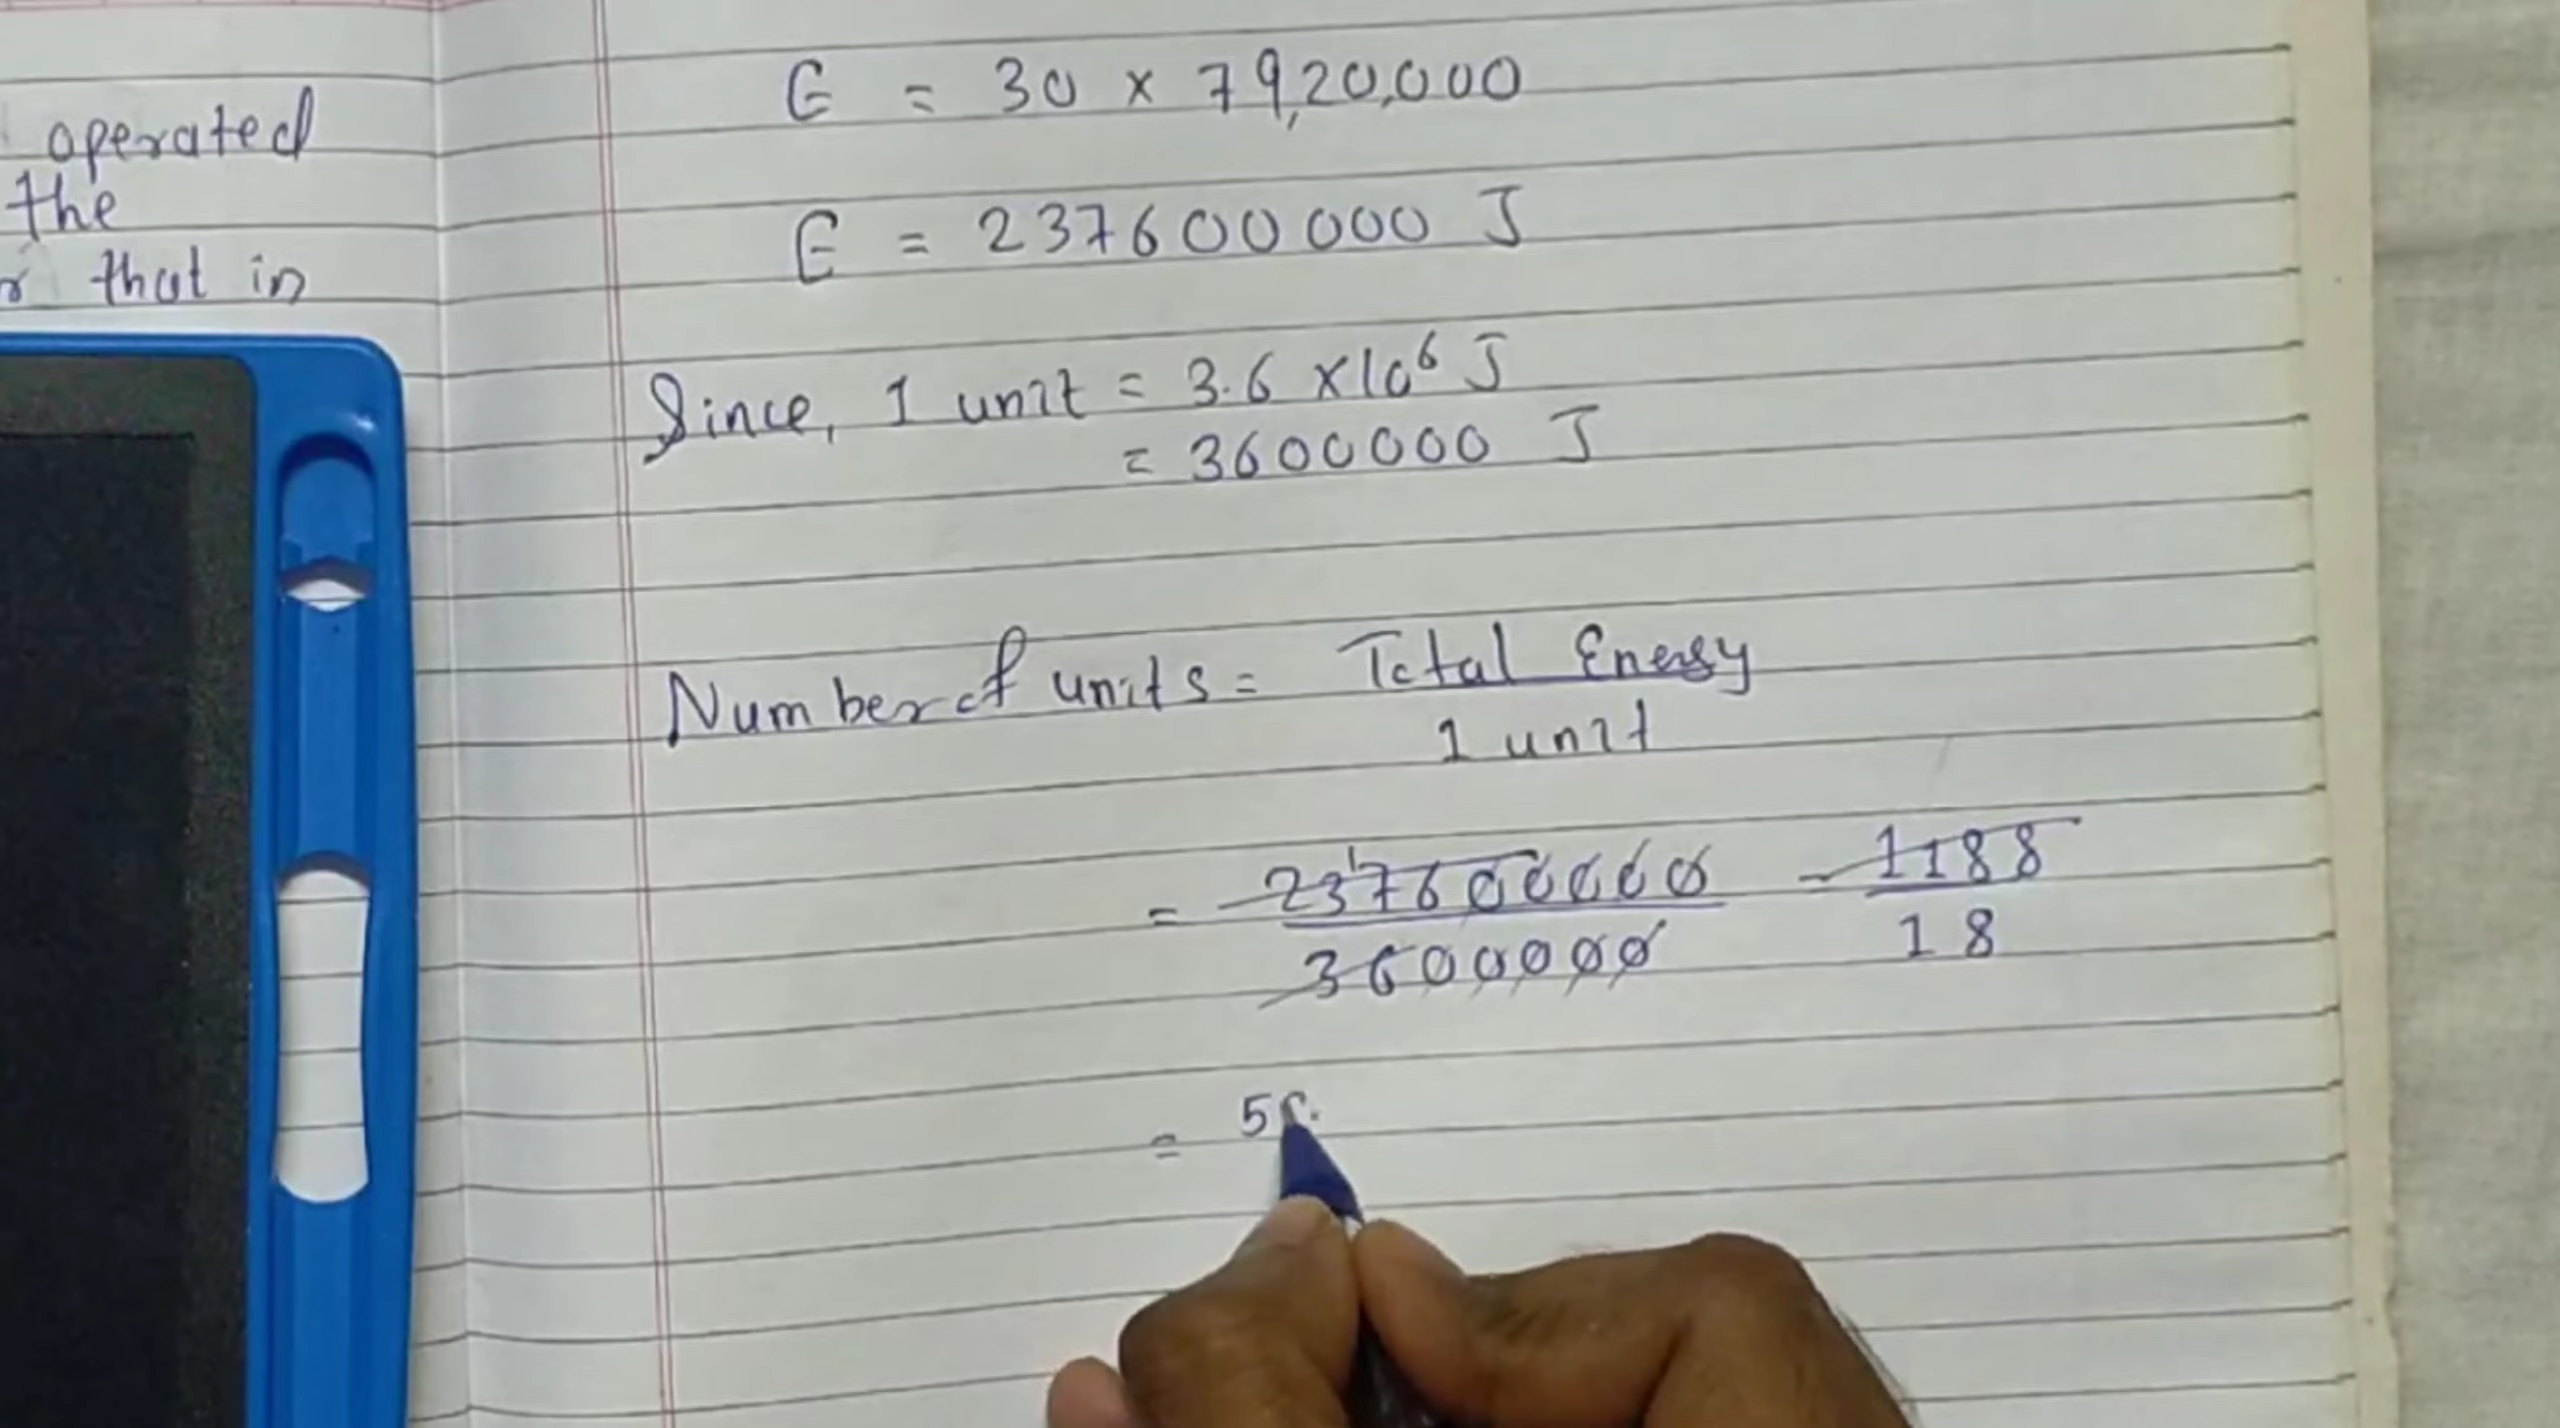 operated
the
that in
E = 30 × 79,20,000
E = 237600000 J
Since, 1 unit = 3.6 × 10⁶ J
= 3600000 J
Number of units = Total Energy / 1 unit
= 237600000 / 3600000 - 1188 / 18
= 5